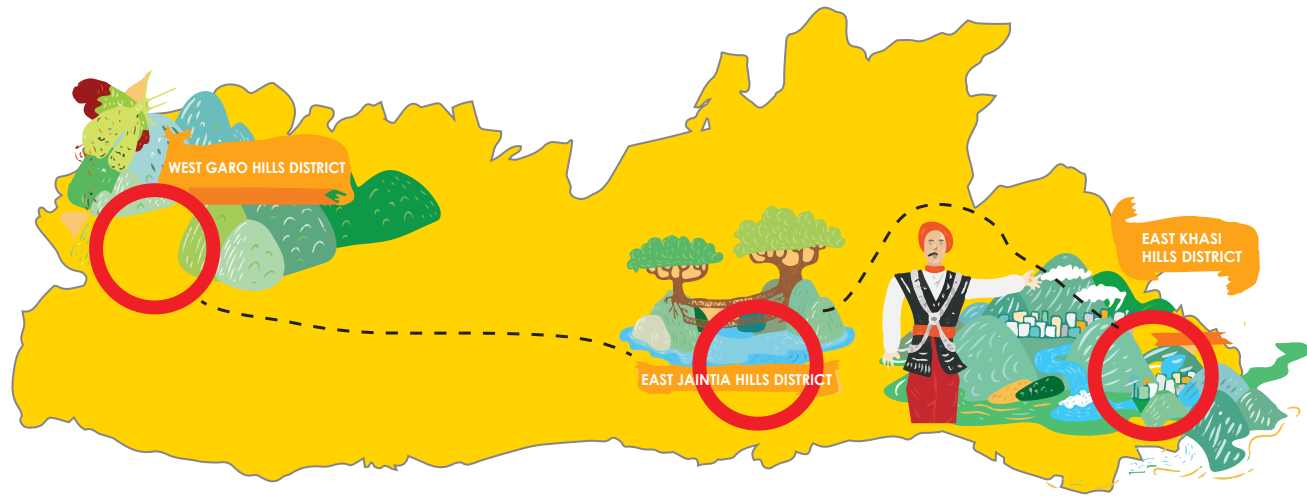 WEST GARO HILLS DISTRICT
EAST JAINTIA HILLS DISTRICT
EAST KHASI
HILLS DISTRICT